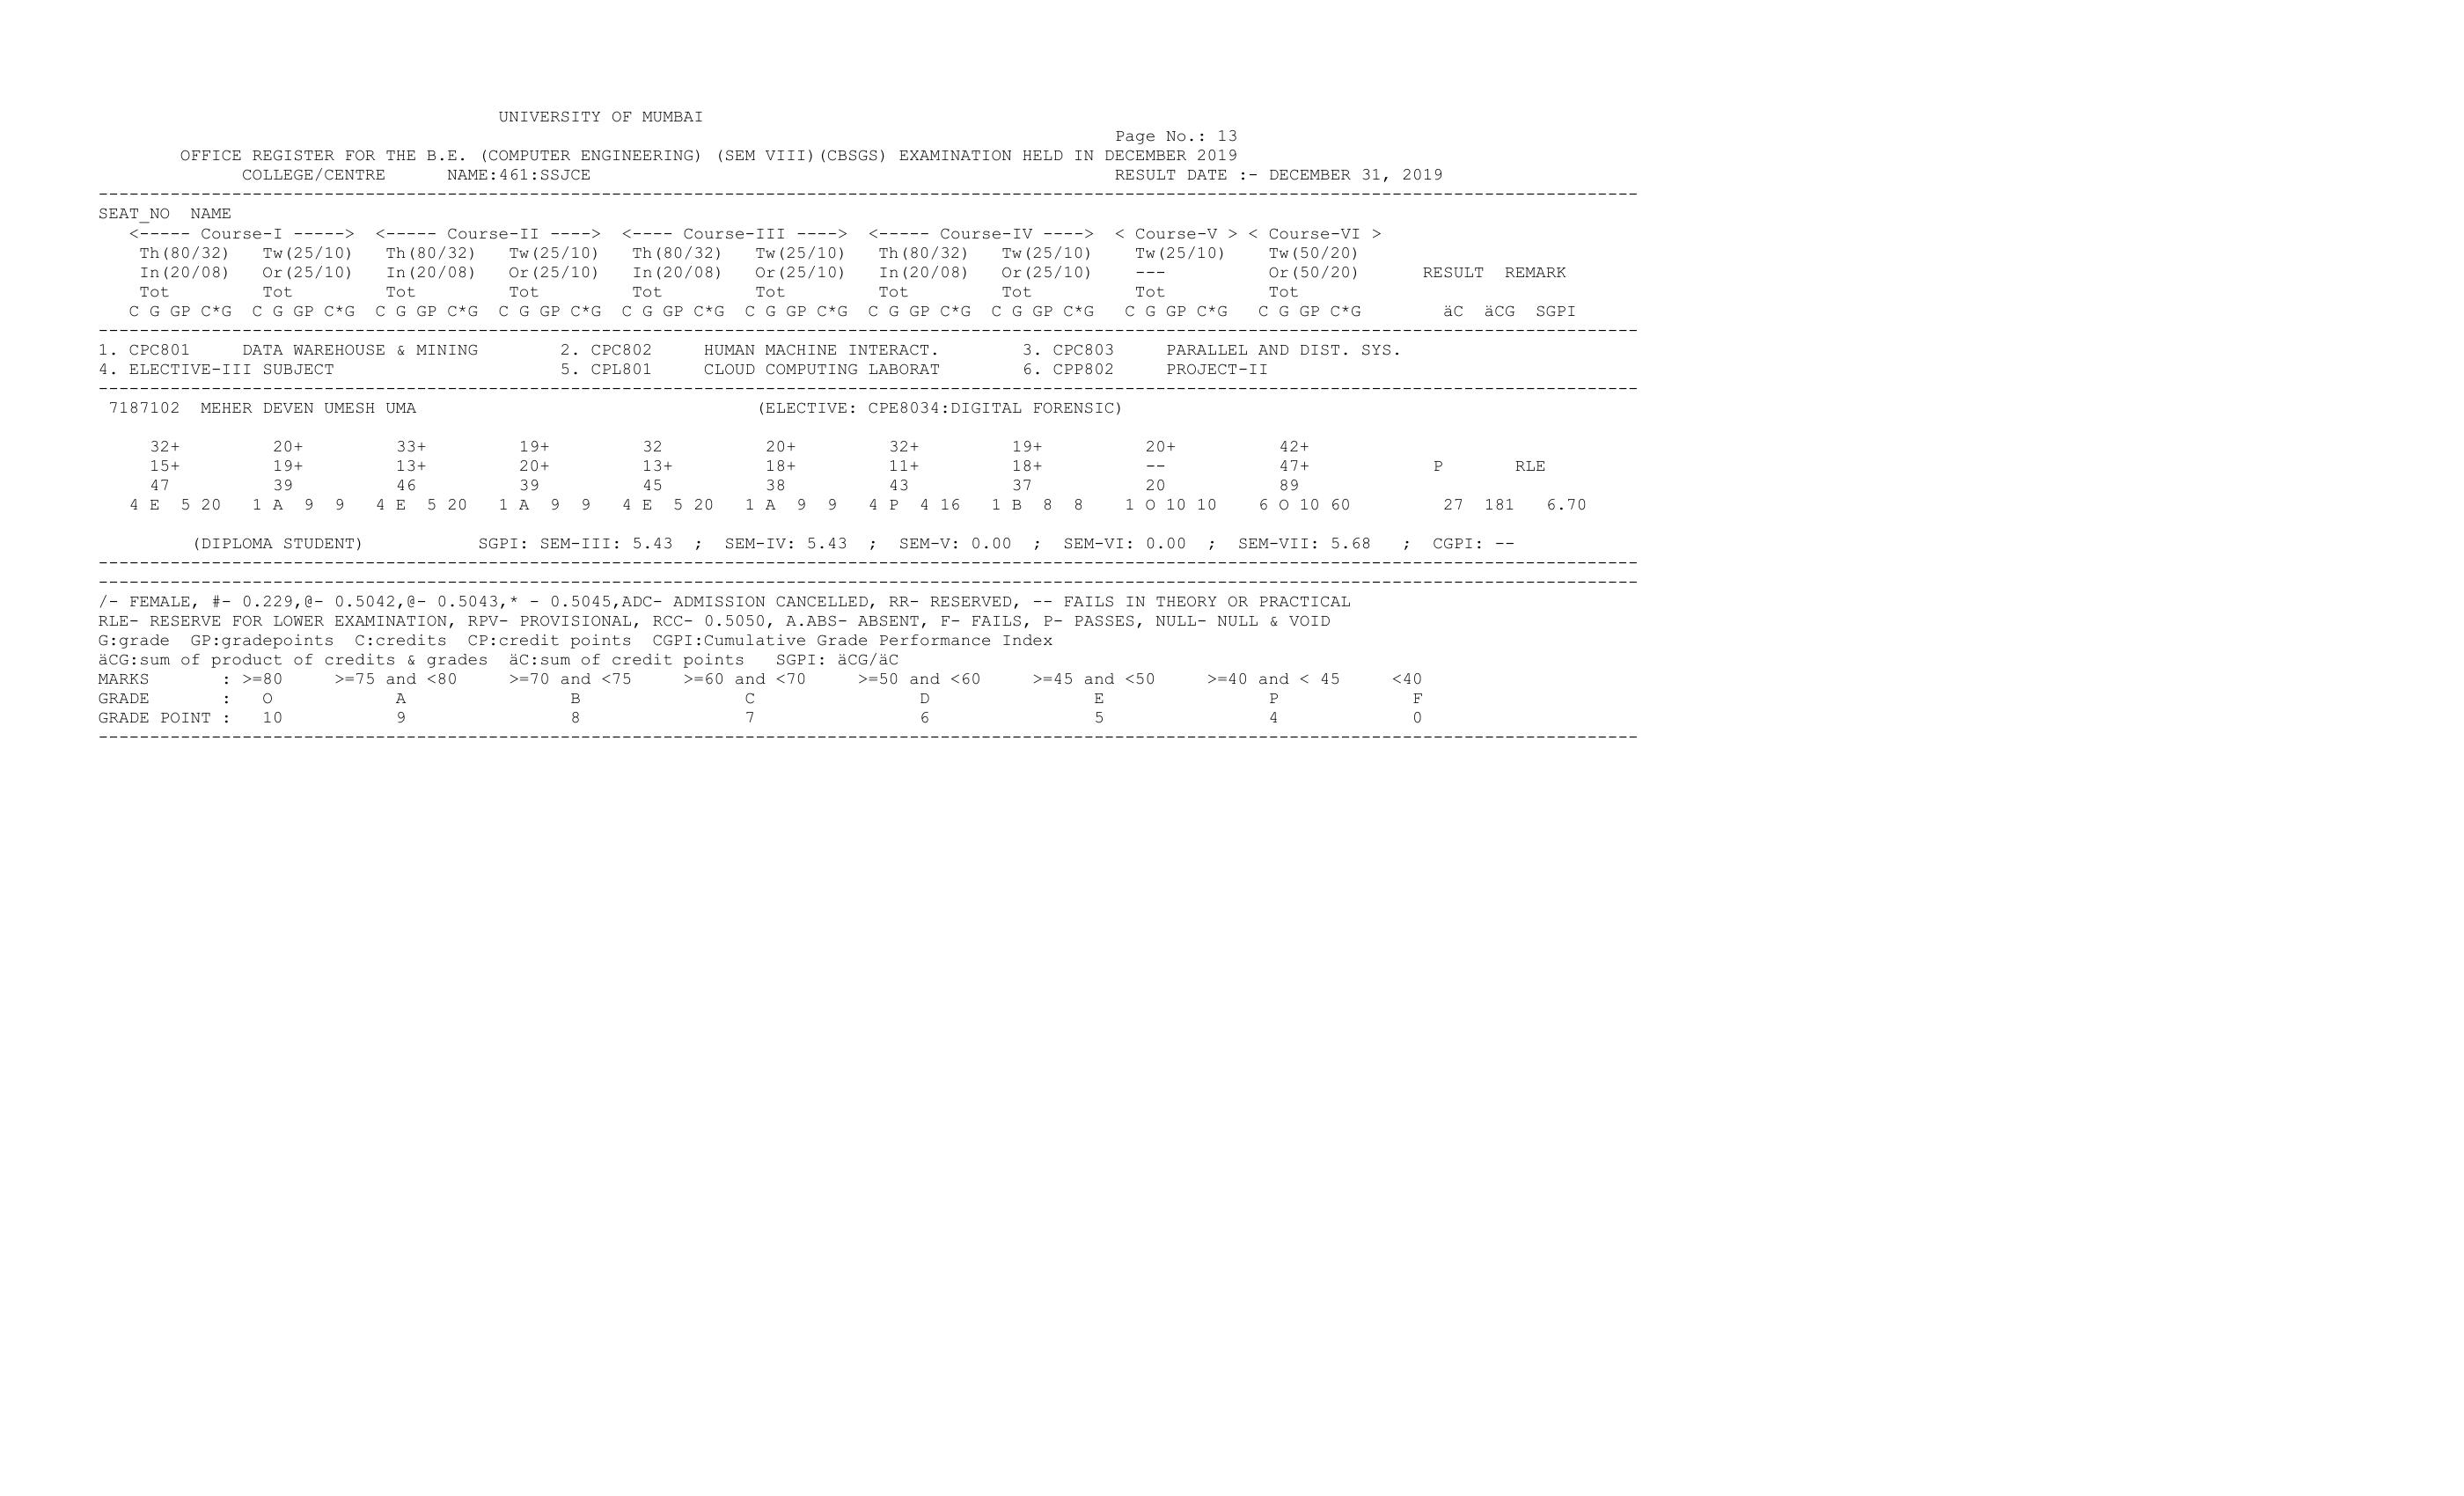 UNIVERSITY OF MUMBAI
Page No.: 13
OFFICE REGISTER FOR THE B.E. (COMPUTER ENGINEERING) (SEM VIII)(CBSGS) EXAMINATION HELD IN DECEMBER 2019
COLLEGE/CENTRE      NAME:461:SSJCE      RESULT DATE :- DECEMBER 31, 2019
------------------------------------------------------------------------------------------------------------------------------------------------------
SEAT_NO  NAME
<----- Course-I ----->  <----- Course-II ---->  <---- Course-III ---->  <----- Course-IV ---->  < Course-V > < Course-VI >
Th(80/32)   Tw(25/10)   Th(80/32)   Tw(25/10)   Th(80/32)   Tw(25/10)   Th(80/32)   Tw(25/10)    Tw(25/10)    Tw(50/20)
In(20/08)   Or(25/10)   In(20/08)   Or(25/10)   In(20/08)   Or(25/10)   In(20/08)   Or(25/10)    ---          Or(50/20)      RESULT  REMARK
Tot         Tot         Tot         Tot         Tot         Tot         Tot         Tot          Tot          Tot
C G GP C*G  C G GP C*G  C G GP C*G  C G GP C*G  C G GP C*G  C G GP C*G  C G GP C*G  C G GP C*G   C G GP C*G   C G GP C*G        äC  äCG  SGPI
------------------------------------------------------------------------------------------------------------------------------------------------------
1. CPC801     DATA WAREHOUSE & MINING        2. CPC802     HUMAN MACHINE INTERACT.        3. CPC803     PARALLEL AND DIST. SYS.
4. ELECTIVE-III SUBJECT                      5. CPL801     CLOUD COMPUTING LABORAT        6. CPP802     PROJECT-II
------------------------------------------------------------------------------------------------------------------------------------------------------
7187102  MEHER DEVEN UMESH UMA                                 (ELECTIVE: CPE8034:DIGITAL FORENSIC)
32+         20+         33+         19+         32          20+         32+         19+          20+          42+
15+         19+         13+         20+         13+         18+         11+         18+          --           47+            P       RLE
47          39          46          39          45          38          43          37           20           89
4 E  5 20   1 A  9  9   4 E  5 20   1 A  9  9   4 E  5 20   1 A  9  9   4 P  4 16   1 B  8  8    1 O 10 10    6 O 10 60         27  181   6.70
(DIPLOMA STUDENT)           SGPI: SEM-III: 5.43  ;  SEM-IV: 5.43  ;  SEM-V: 0.00  ;  SEM-VI: 0.00  ;  SEM-VII: 5.68   ;  CGPI: --
------------------------------------------------------------------------------------------------------------------------------------------------------
------------------------------------------------------------------------------------------------------------------------------------------------------
/- FEMALE, #- 0.229,@- 0.5042,@- 0.5043,* - 0.5045,ADC- ADMISSION CANCELLED, RR- RESERVED, -- FAILS IN THEORY OR PRACTICAL
RLE- RESERVE FOR LOWER EXAMINATION, RPV- PROVISIONAL, RCC- 0.5050, A.ABS- ABSENT, F- FAILS, P- PASSES, NULL- NULL & VOID
G:grade  GP:gradepoints  C:credits  CP:credit points  CGPI:Cumulative Grade Performance Index
äCG:sum of product of credits & grades  äC:sum of credit points   SGPI: äCG/äC
MARKS       : >=80     >=75 and <80     >=70 and <75     >=60 and <70     >=50 and <60     >=45 and <50     >=40 and < 45     <40
GRADE       :   O            A                B                C                D                E                P             F
GRADE POINT :   10           9                8                7                6                5                4             0
------------------------------------------------------------------------------------------------------------------------------------------------------